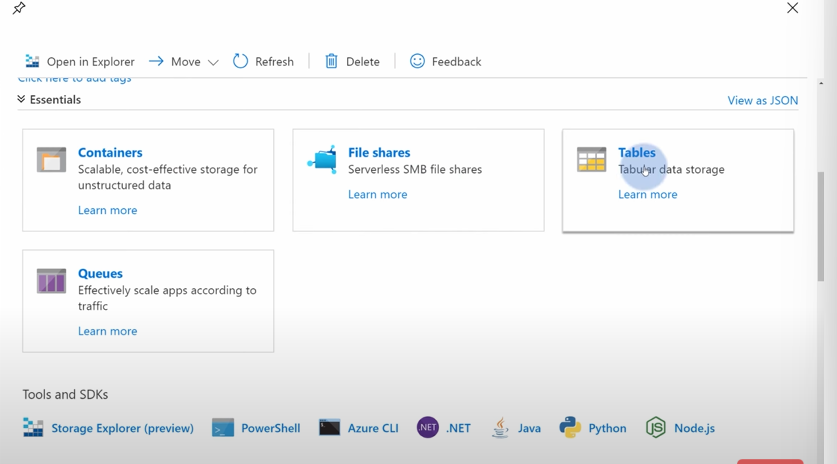 Open in Explorer Move Refresh Delete Feedback
Click here to add tags
Essentials View as JSON
Containers
Scalable, cost-effective storage for
unstructured data
Learn more
File shares
Serverless SMB file shares
Learn more
Tables
Tabular data storage
Learn more
Queues
Effectively scale apps according to
traffic
Learn more
Tools and SDKs
Storage Explorer (preview) PowerShell Azure CLI NET .NET Java Python JS Node.js